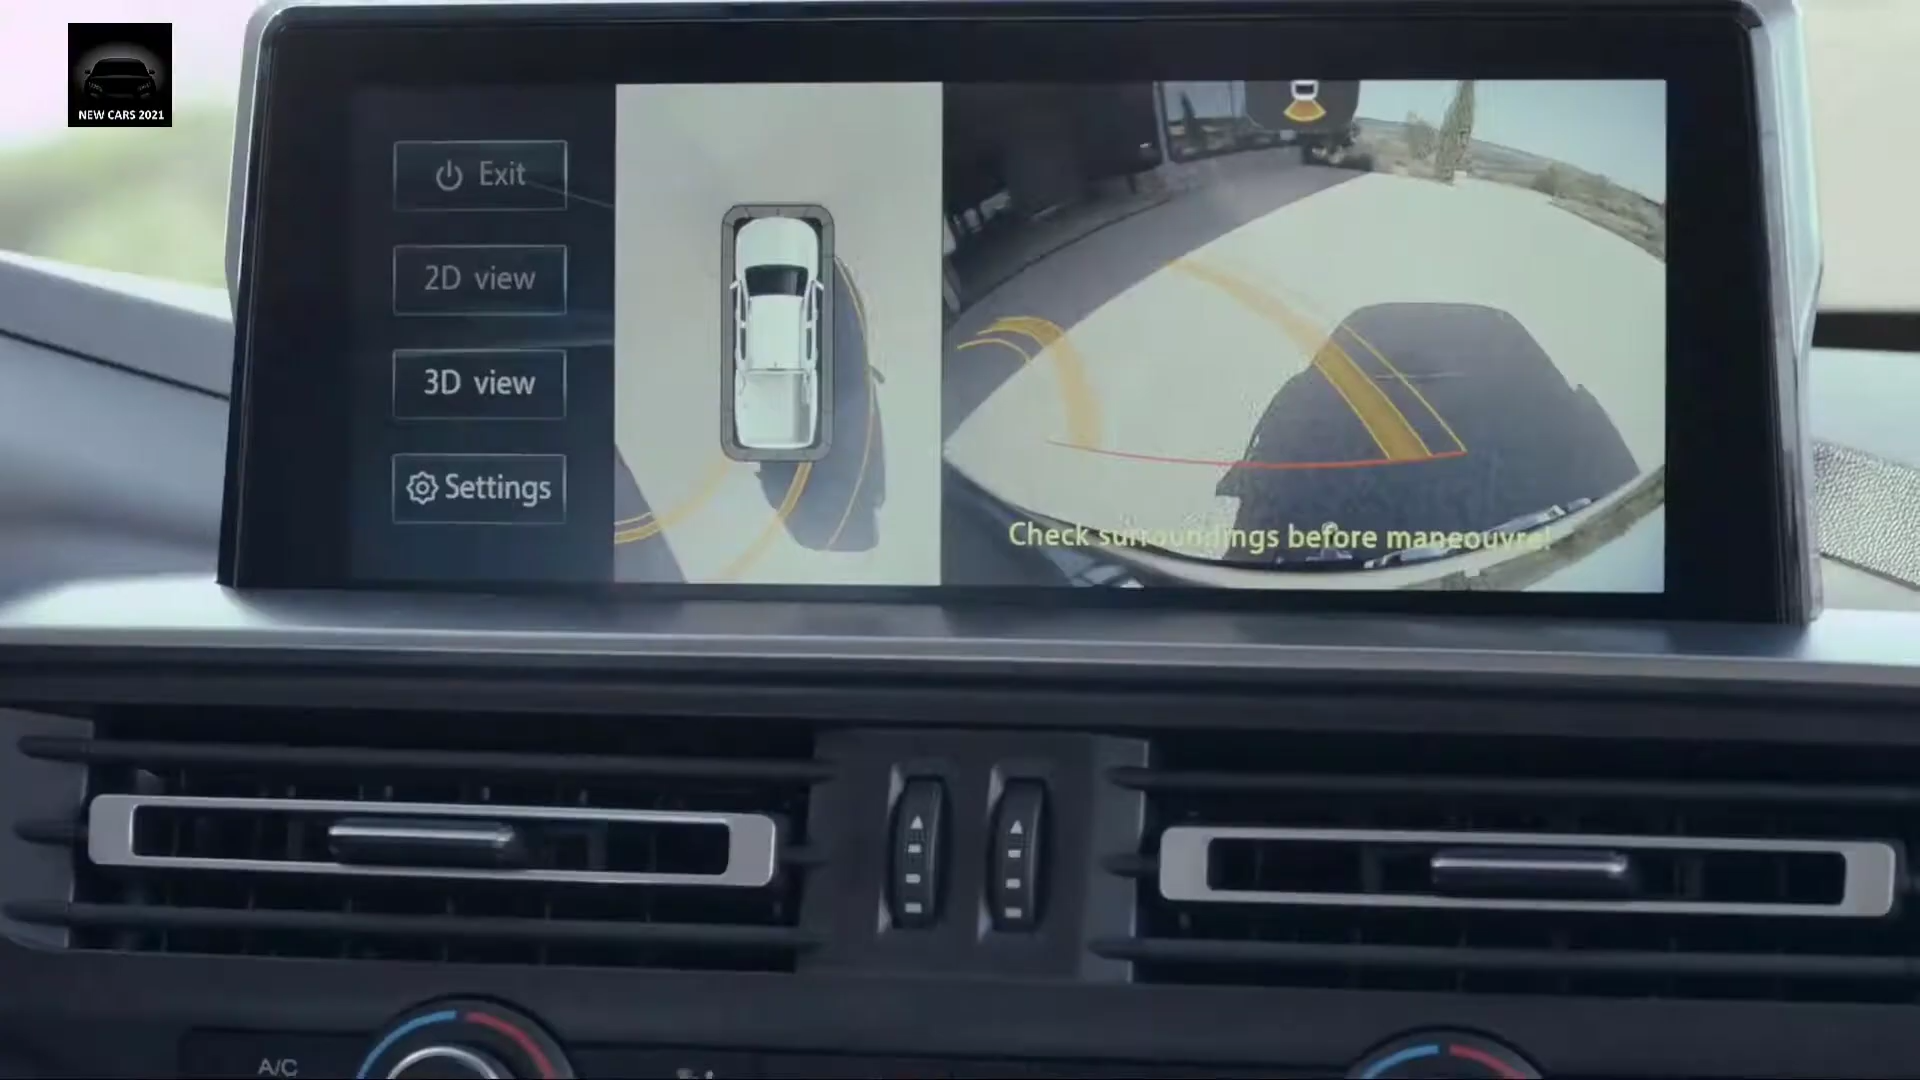 NEW CARS 2021
Exit
2D view
3D view
Settings
Check surroundings before maneouvre!
A/C